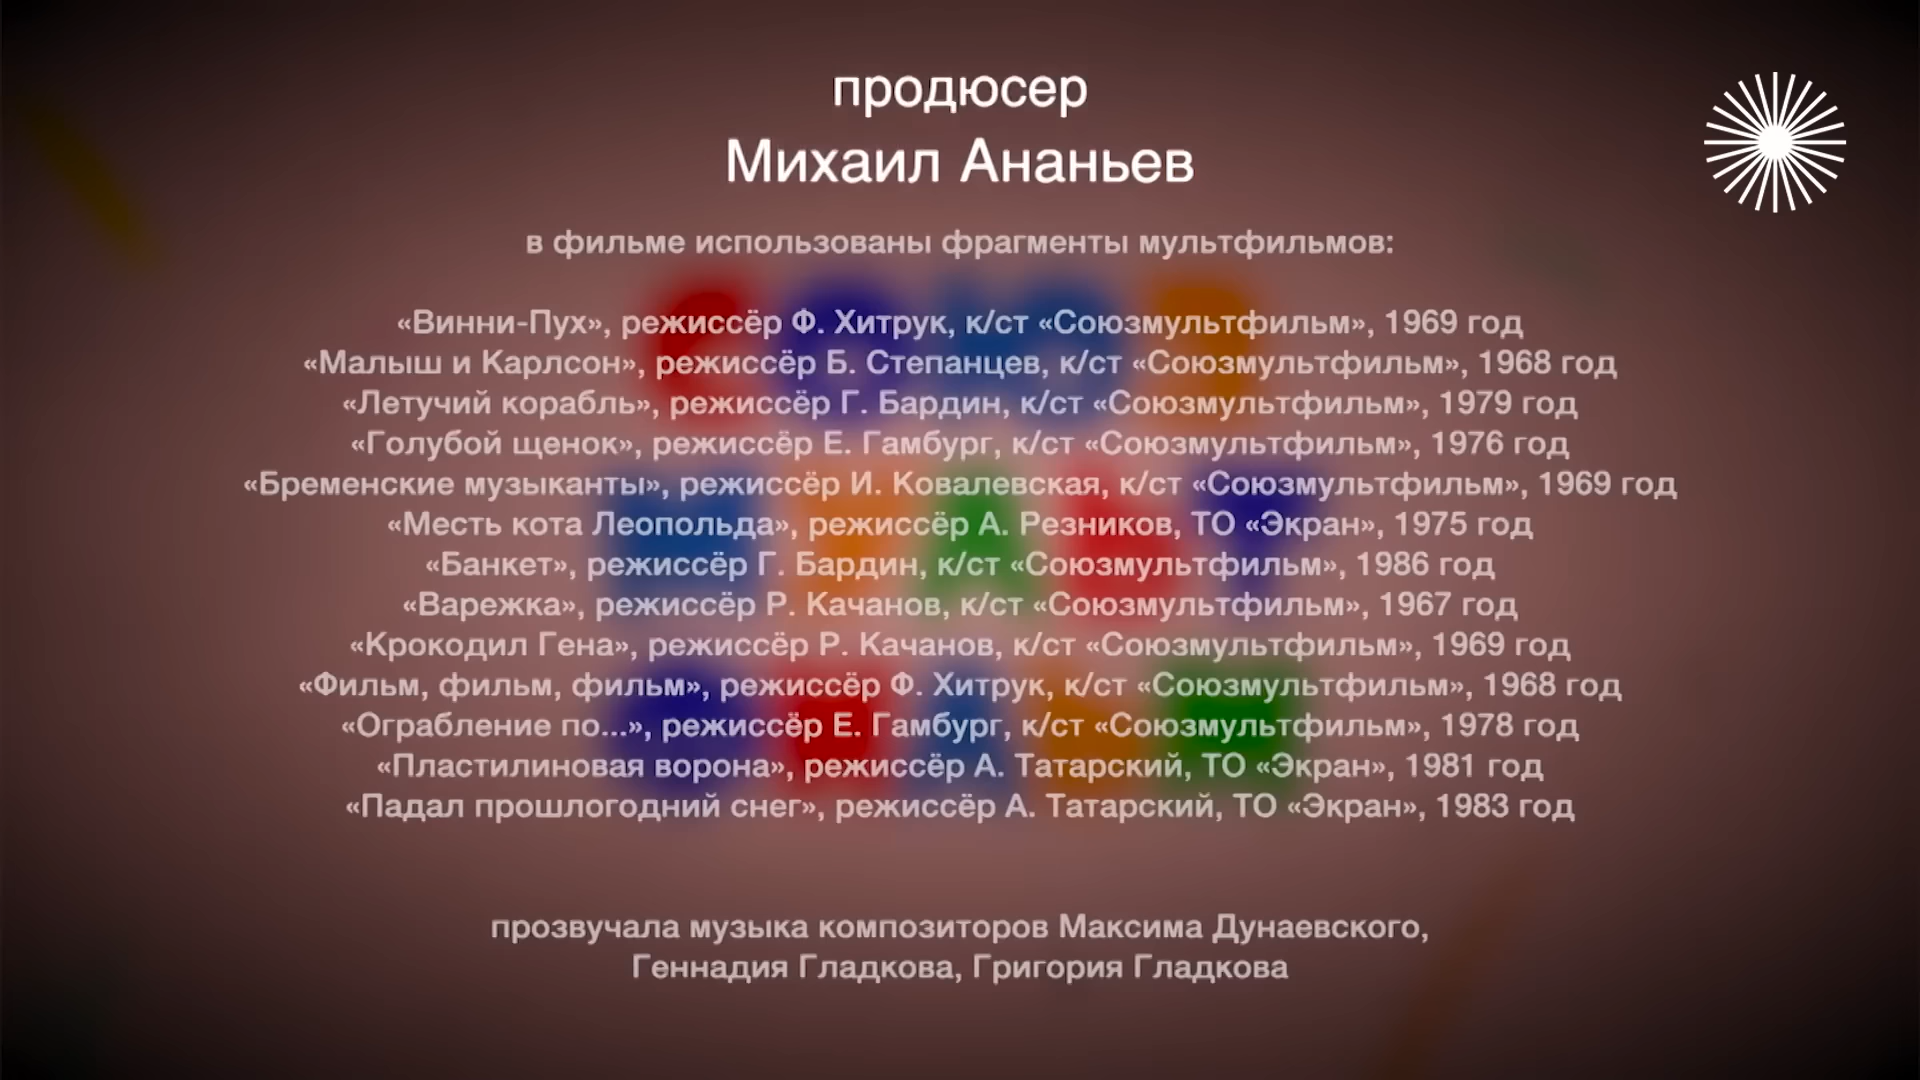 продюсер
Михаил Ананьев
в фильме использованы фрагменты мультфильмов:
«Винни-Пух», режиссёр Ф. Хитрук, к/ст «Союзмультфильм», 1969 год
«Малыш и Карлсон», режиссёр Б. Степанцев, к/ст «Союзмультфильм», 1968 год
«Летучий корабль», режиссёр Г. Бардин, к/ст «Союзмультфильм», 1979 год
«Голубой щенок», режиссёр Е. Гамбург, к/ст «Союзмультфильм», 1976 год
«Бременские музыканты», режиссёр И. Ковалевская, к/ст «Союзмультфильм», 1969 год
«Месть кота Леопольда», режиссёр А. Резников, ТО «Экран», 1975 год
«Банкет», режиссёр Г. Бардин, к/ст «Союзмультфильм», 1986 год
«Варежка», режиссёр Р. Качанов, к/ст «Союзмультфильм», 1967 год
«Крокодил Гена», режиссёр Р. Качанов, к/ст «Союзмультфильм», 1969 год
«Фильм, фильм, фильм», режиссёр Ф. Хитрук, к/ст «Союзмультфильм», 1968 год
«Ограбление по...», режиссёр Е. Гамбург, к/ст «Союзмультфильм», 1978 год
«Пластилиновая ворона», режиссёр А. Татарский, ТО «Экран», 1981 год
«Падал прошлогодний снег», режиссёр А. Татарский, ТО «Экран», 1983 год
прозвучала музыка композиторов Максима Дунаевского,
Геннадия Гладкова, Григория Гладкова